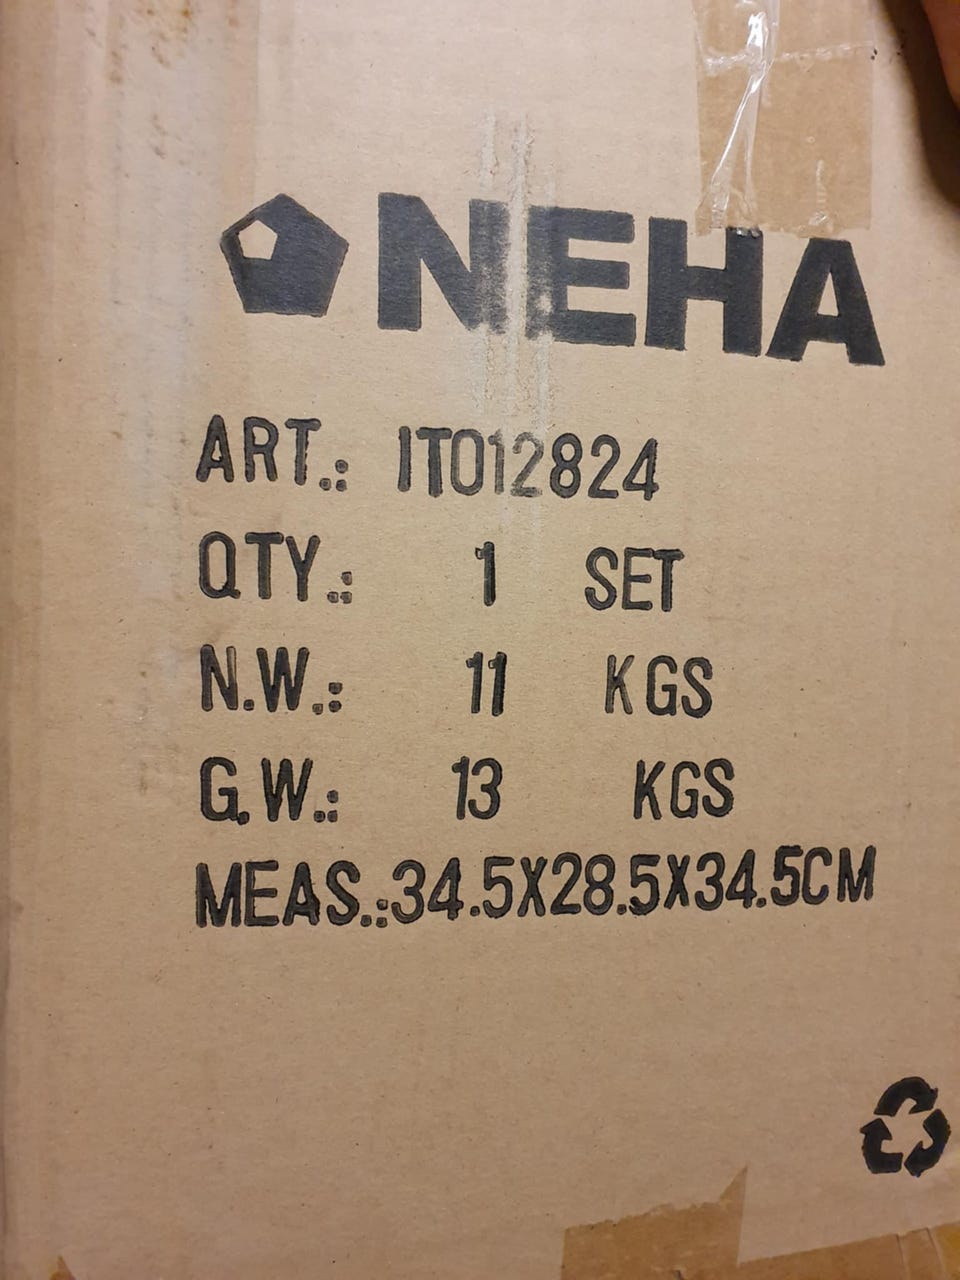 NEHA
ART.: IT012824
QTY.: 1 SET
N.W.: 11 KGS
G.W.: 13 KGS
MEAS.:34.5X28.5X34.5CM